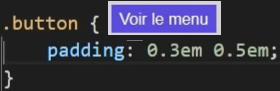 .button {
Voir le menu
padding: 0.3em 0.5em;
}